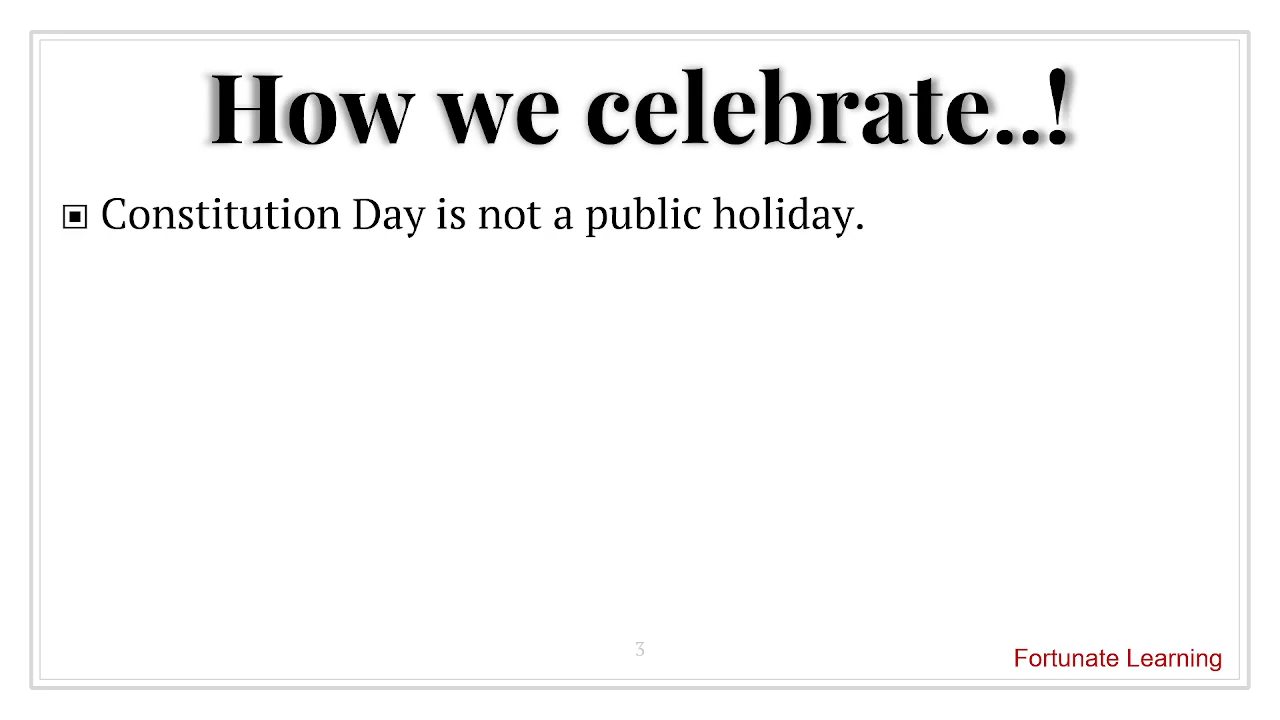 How we celebrate..!
▣ Constitution Day is not a public holiday.
3
Fortunate Learning